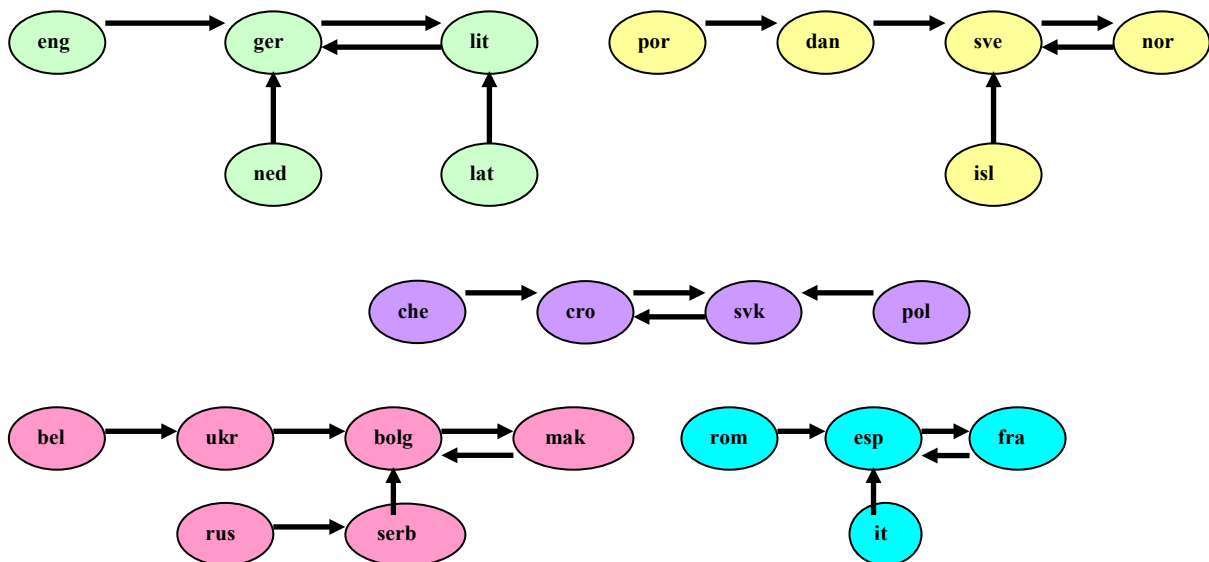 eng ger lit por dan sve nor
ned lat isl
che cro svk pol
bel ukr bolg mak rom esp fra
rus serb it